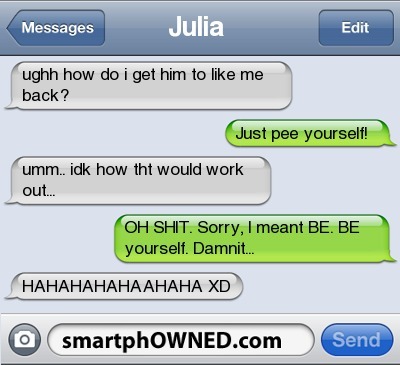 Messages
Julia
Edit
ughh how do i get him to like me
back?
Just pee yourself!
umm.. idk how tht would work
out...
OH SHIT. Sorry, I meant BE. BE
yourself. Damnit...
HAHAHAHAHAAHAHA XD
smartphOWNED.com
Send